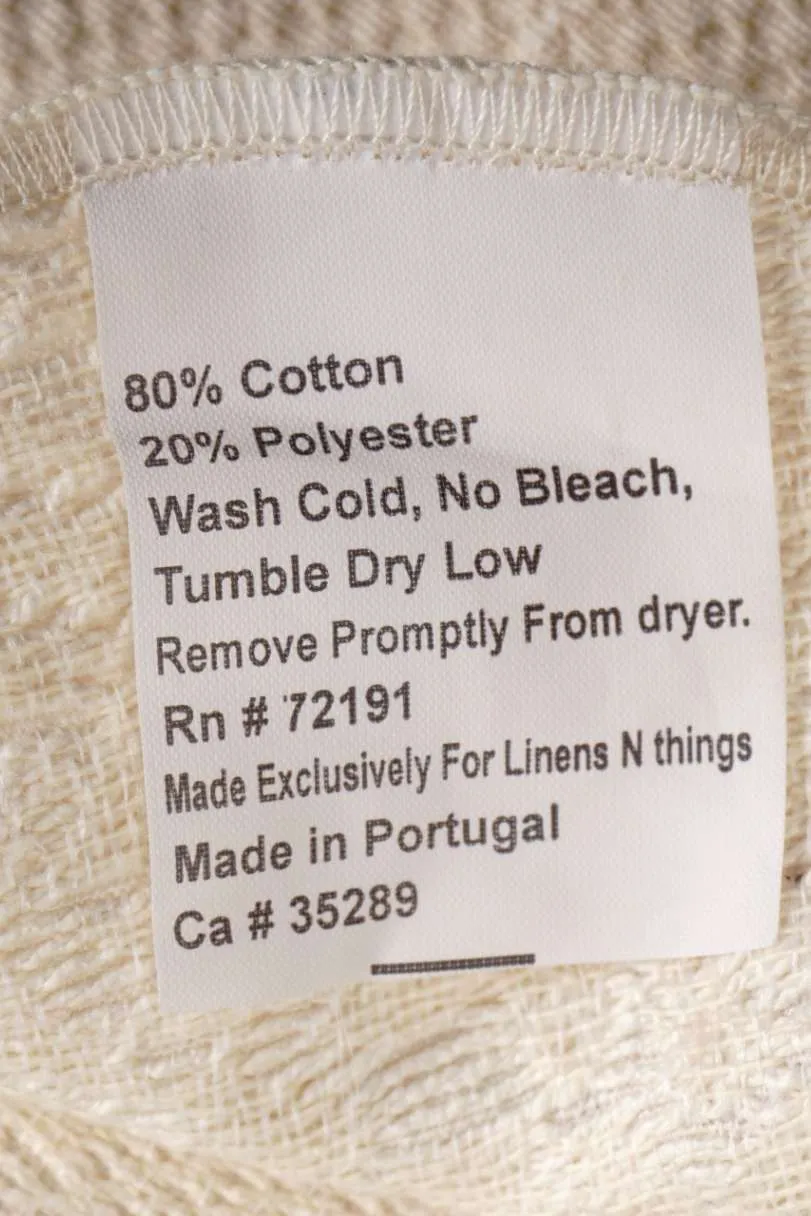 80% Cotton
20% Polyester
Wash Cold, No Bleach,
Tumble Dry Low
Remove Promptly From dryer.
Rn # 72191
Made Exclusively For Linens N things
Made in Portugal
Ca # 35289